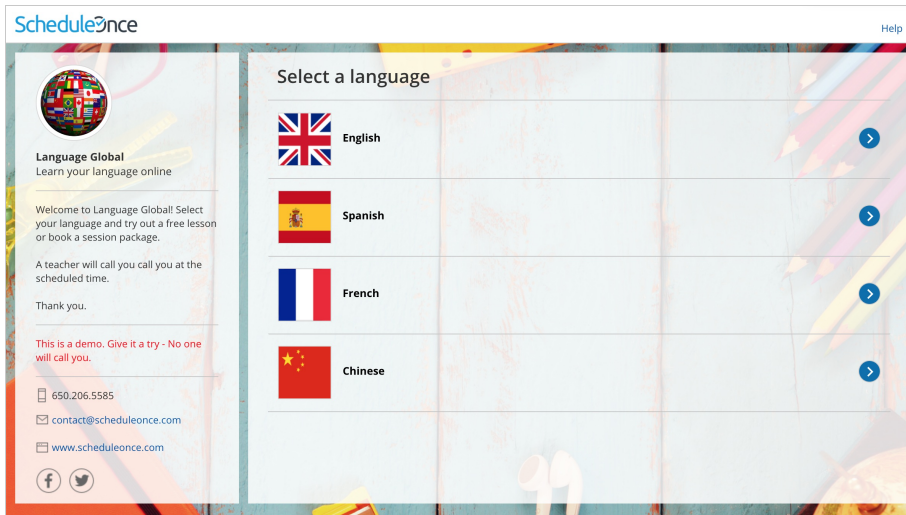 ScheduleOnce
Help
Language Global
Learn your language online
Welcome to Language Global! Select
your language and try out a free lesson
or book a session package.
A teacher will call you call you at the
scheduled time.
Thank you.
This is a demo. Give it a try - No one
will call you.
650.206.5585
contact@scheduleonce.com
www.scheduleonce.com
Select a language
English
Spanish
French
Chinese